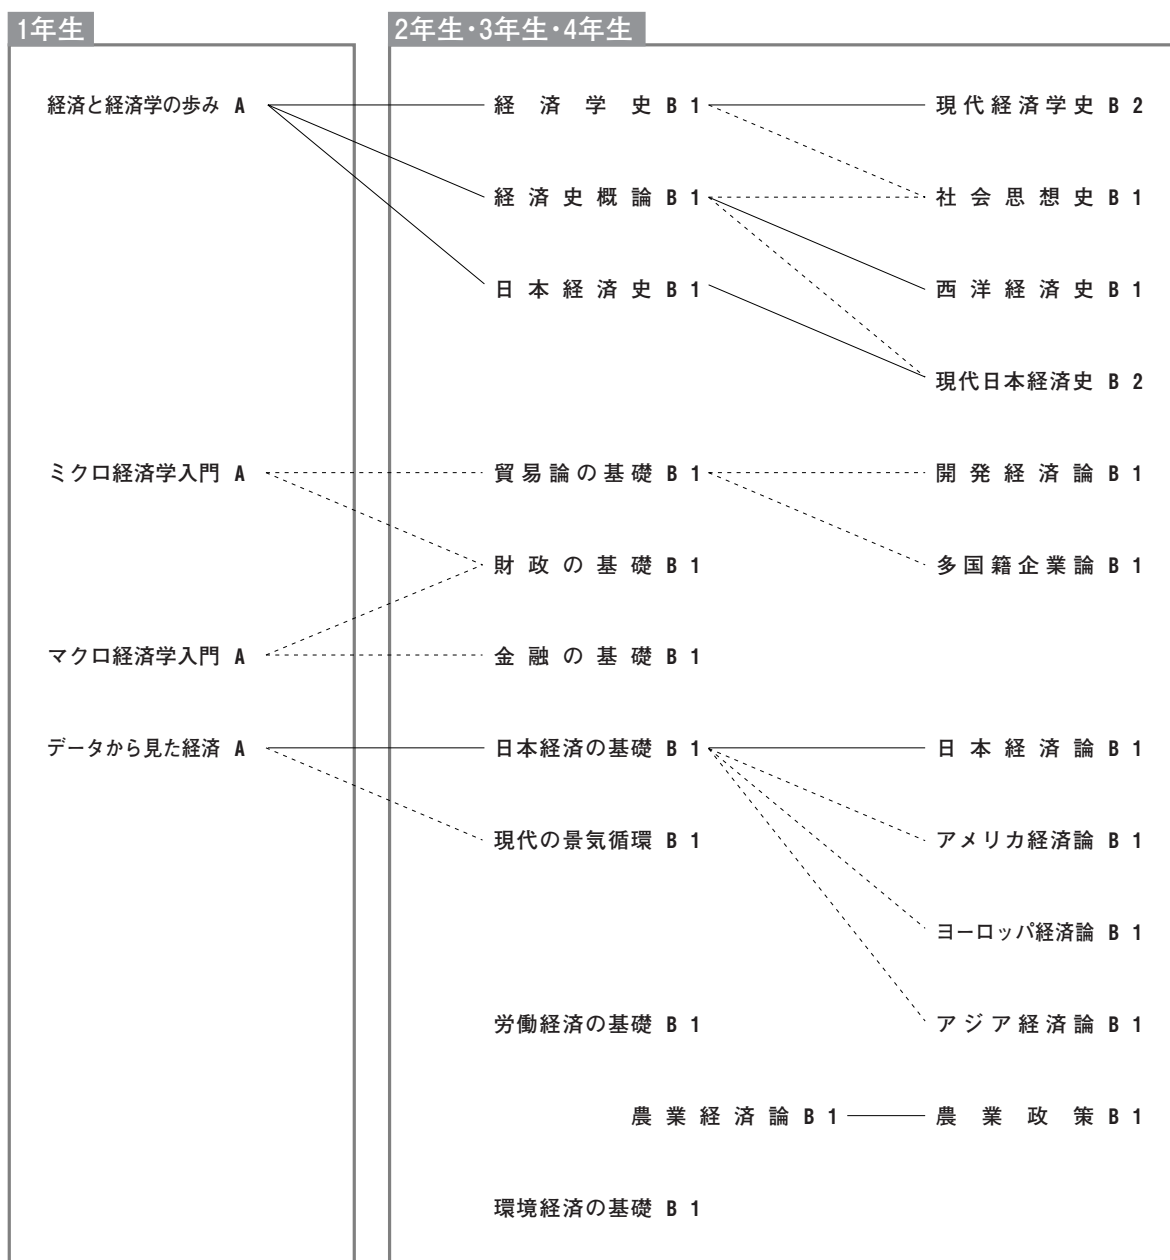 1年生 2年生・3年生・4年生
経済と経済学の歩み A 経済学史 B 1 現代経済学史 B 2
経済史概論 B 1 社会思想史 B 1
日本経済史 B 1 西洋経済史 B 1
現代日本経済史 B 2
ミクロ経済学入門 A 貿易論の基礎 B 1 開発経済論 B 1
財政の基礎 B 1 多国籍企業論 B 1
マクロ経済学入門 A 金融の基礎 B 1
データから見た経済 A 日本経済の基礎 B 1 日本経済論 B 1
現代の景気循環 B 1 アメリカ経済論 B 1
ヨーロッパ経済論 B 1
労働経済の基礎 B 1 アジア経済論 B 1
農業経済論 B 1 農業政策 B 1
環境経済の基礎 B 1